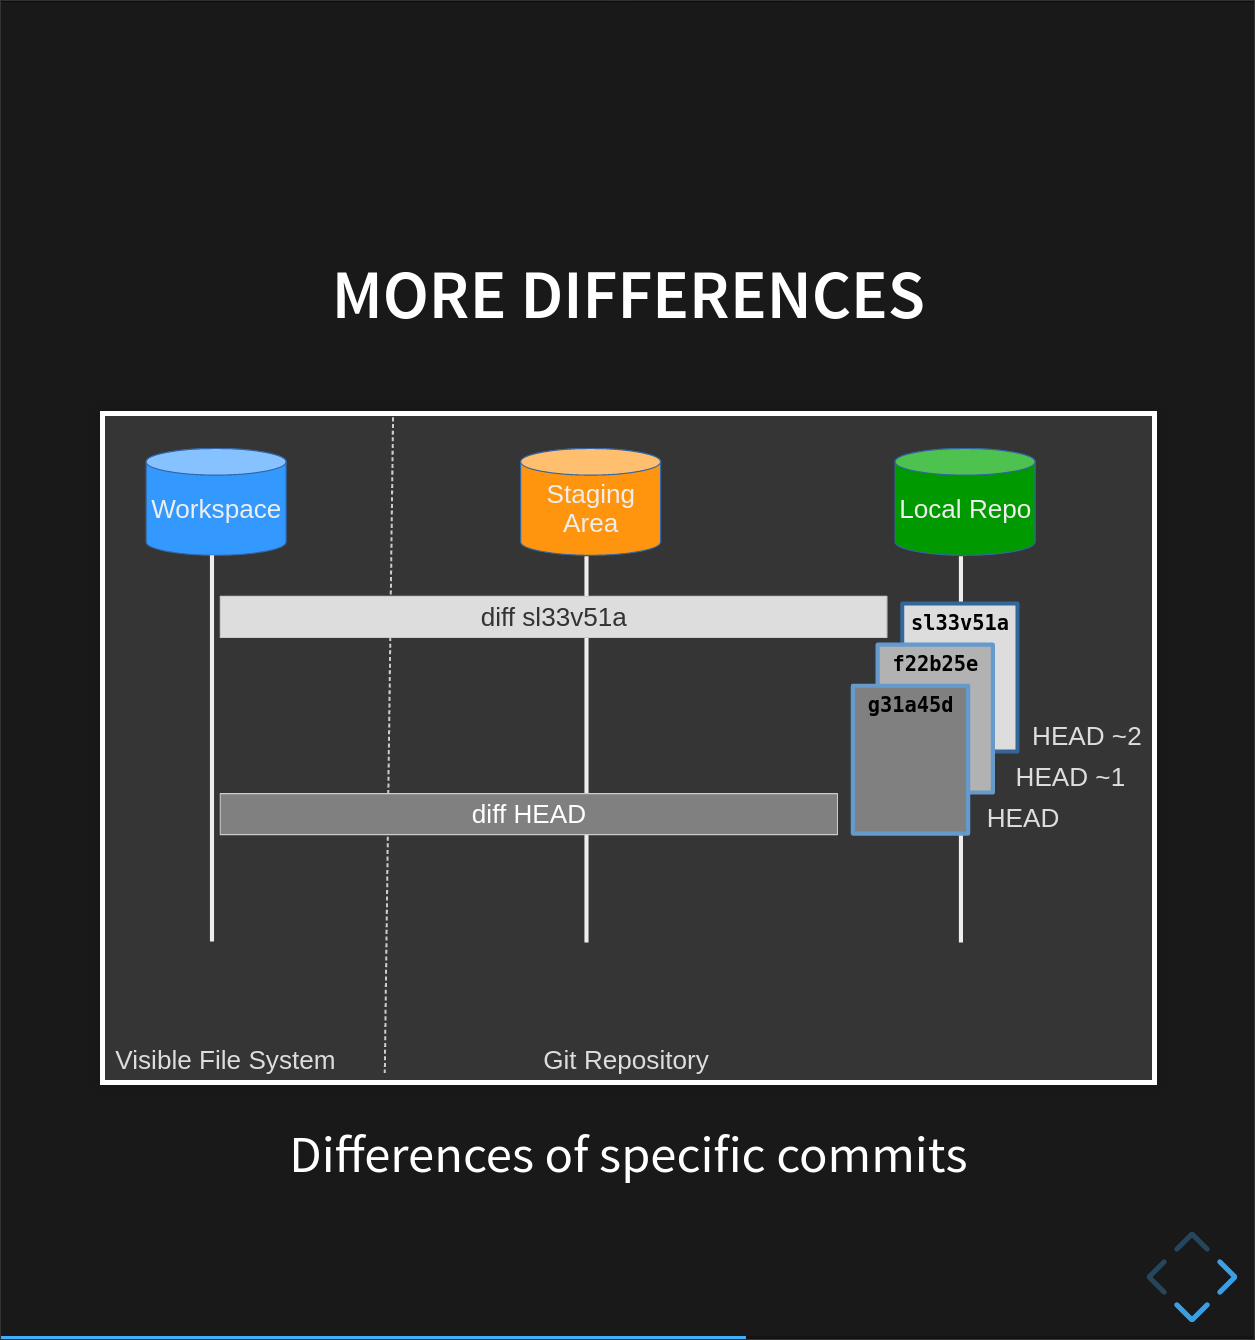 MORE DIFFERENCES
Workspace
Staging
Area
Local Repo
diff sl33v51a
sl33v51a
f22b25e
g31a45d
HEAD ~2
HEAD ~1
diff HEAD
HEAD
Visible File System
Git Repository
Differences of specific commits